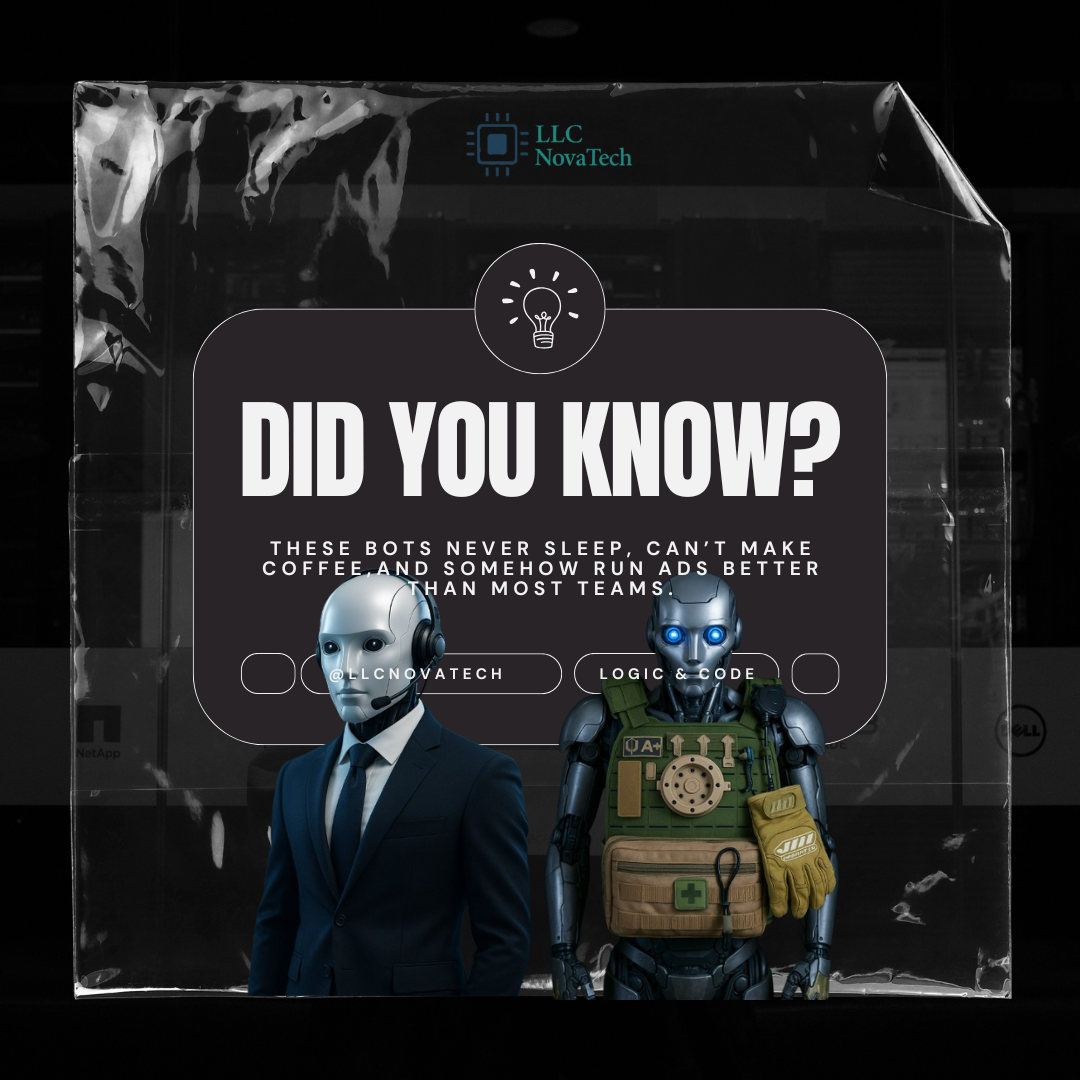 LLC
NovaTech
DID YOU KNOW?
THESE BOTS NEVER SLEEP, CAN’T MAKE
COFFEE,AND SOMEHOW RUN ADS BETTER
THAN MOST TEAMS.
@LLCNOVATECH
LOGIC & CODE
NetApp
DELL
A+